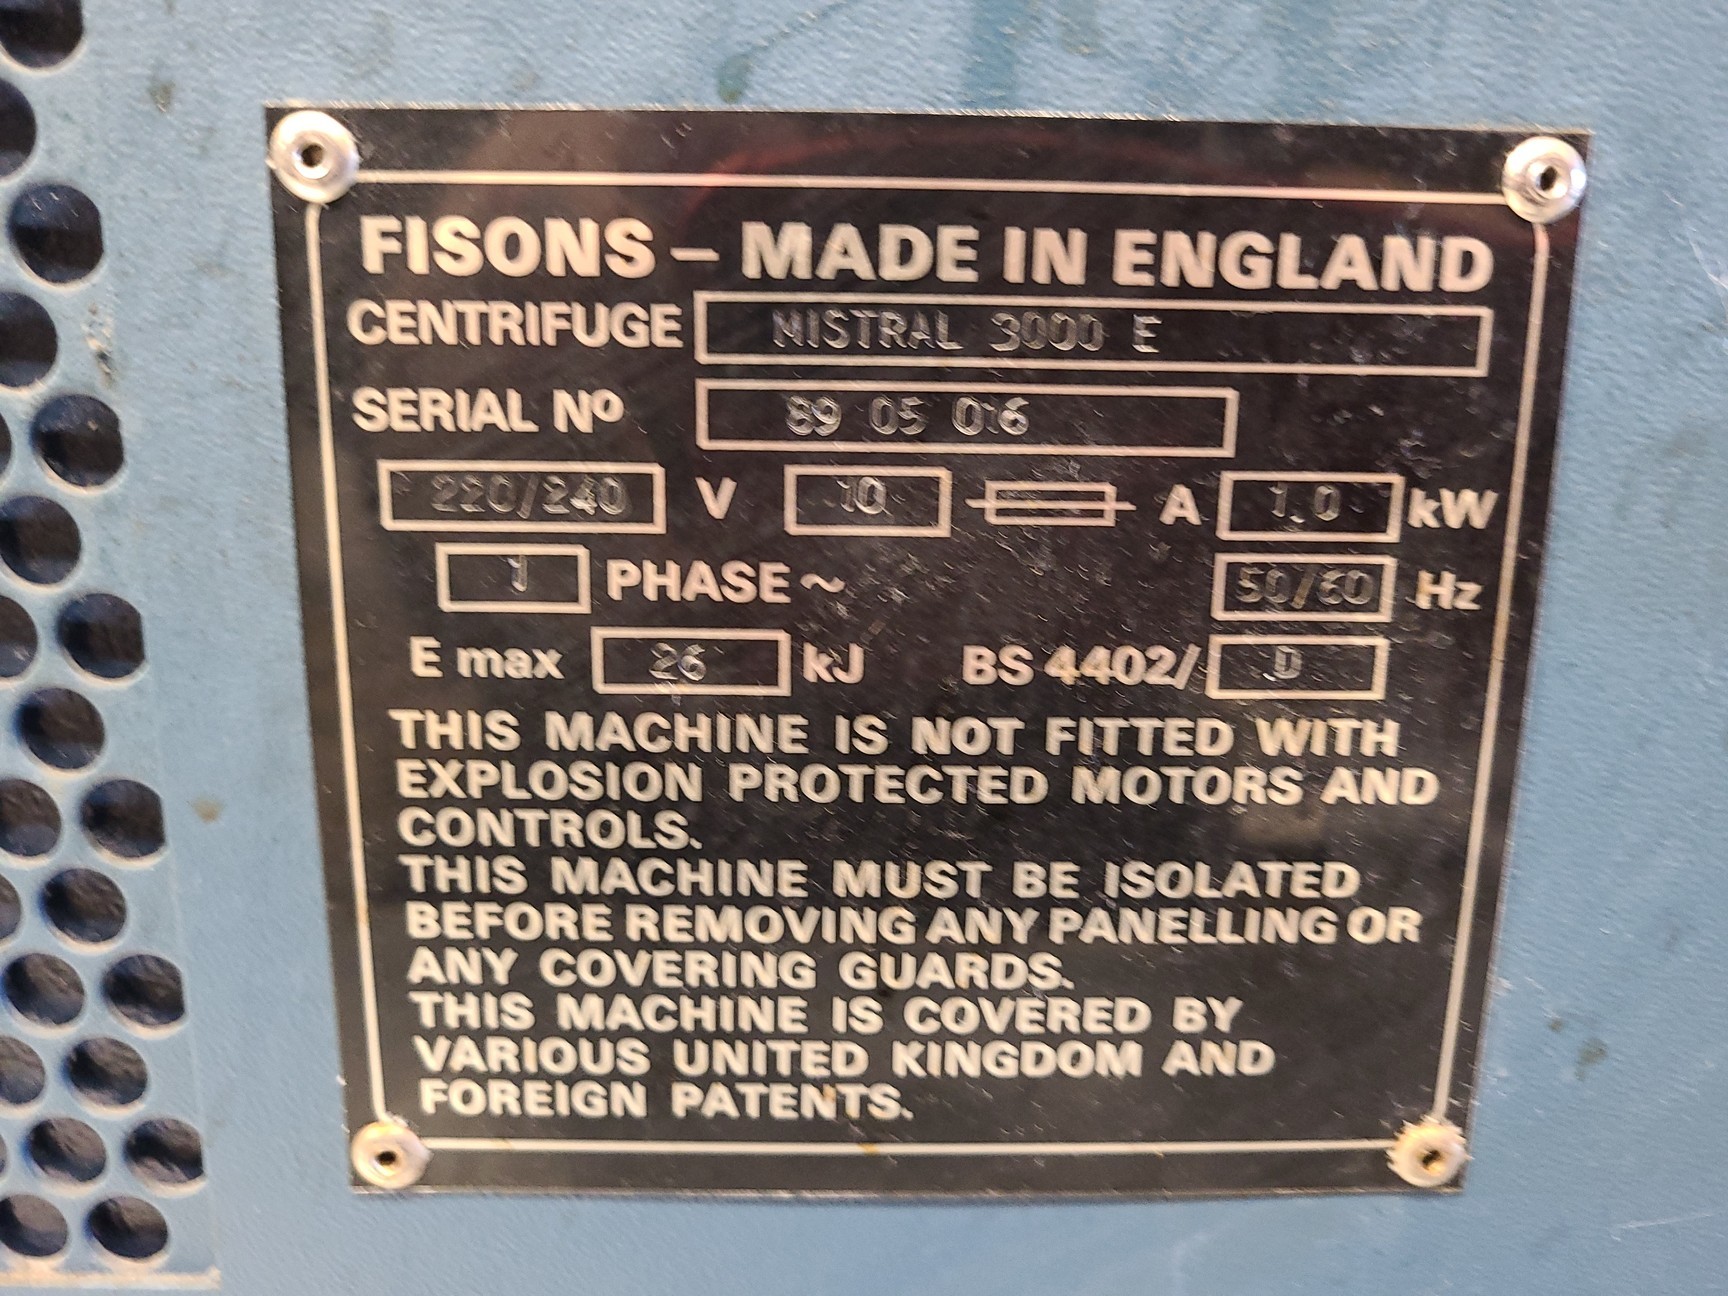 FISONS – MADE IN ENGLAND
CENTRIFUGE MISTRAL 3000 E
SERIAL Nº 89 05 016
220/240 V 10 A 1.0 kW
1 PHASE ~ 50/60 Hz
E max 26 kJ BS 4402/ D
THIS MACHINE IS NOT FITTED WITH
EXPLOSION PROTECTED MOTORS AND
CONTROLS.
THIS MACHINE MUST BE ISOLATED
BEFORE REMOVING ANY PANELLING OR
ANY COVERING GUARDS.
THIS MACHINE IS COVERED BY
VARIOUS UNITED KINGDOM AND
FOREIGN PATENTS.